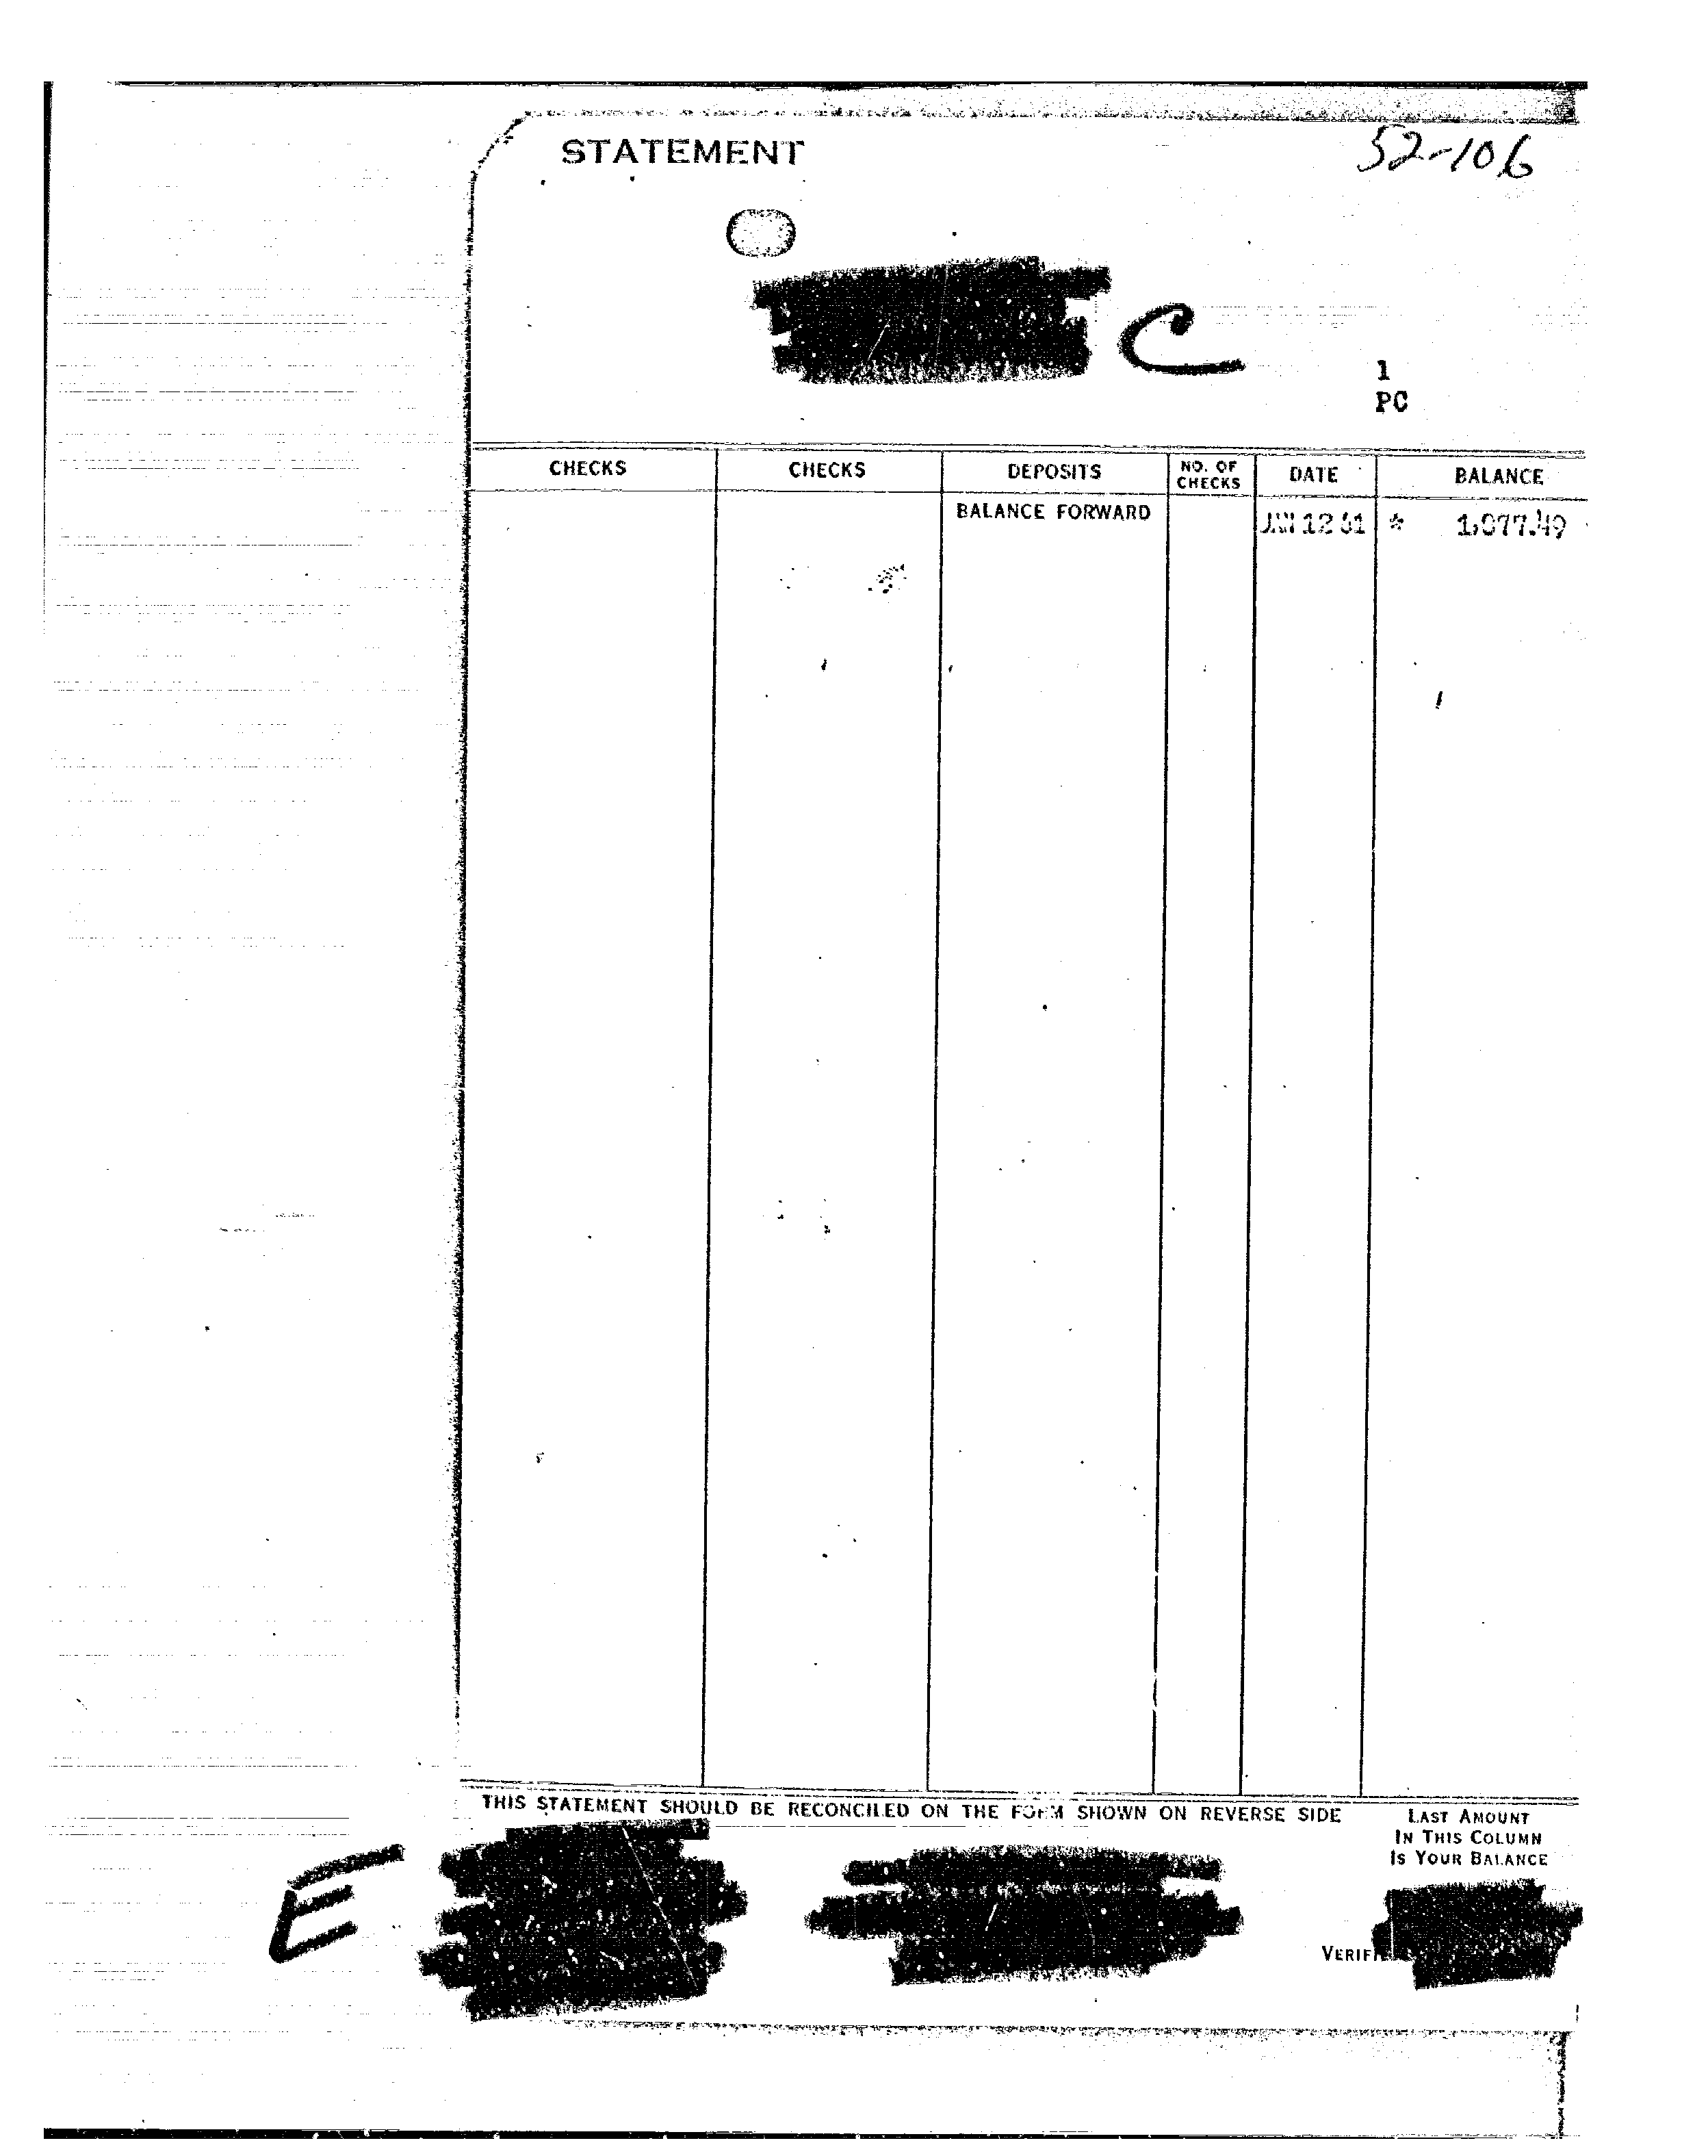 STATEMENT
52-106
C
1
PC
CHECKS CHECKS DEPOSITS NO. OF CHECKS DATE BALANCE
BALANCE FORWARD JAN 12 61 * 1,077.49
THIS STATEMENT SHOULD BE RECONCILED ON THE FORM SHOWN ON REVERSE SIDE
LAST AMOUNT
IN THIS COLUMN
IS YOUR BALANCE
E
VERIF